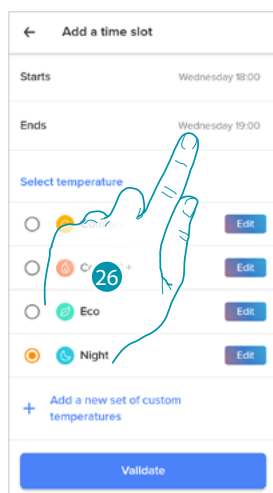 ← Add a time slot
Starts Wednesday 18:00
Ends Wednesday 19:00
Select temperature
Edit
Edit
26
Eco Edit
Night Edit
+ Add a new set of custom
temperatures
Validate